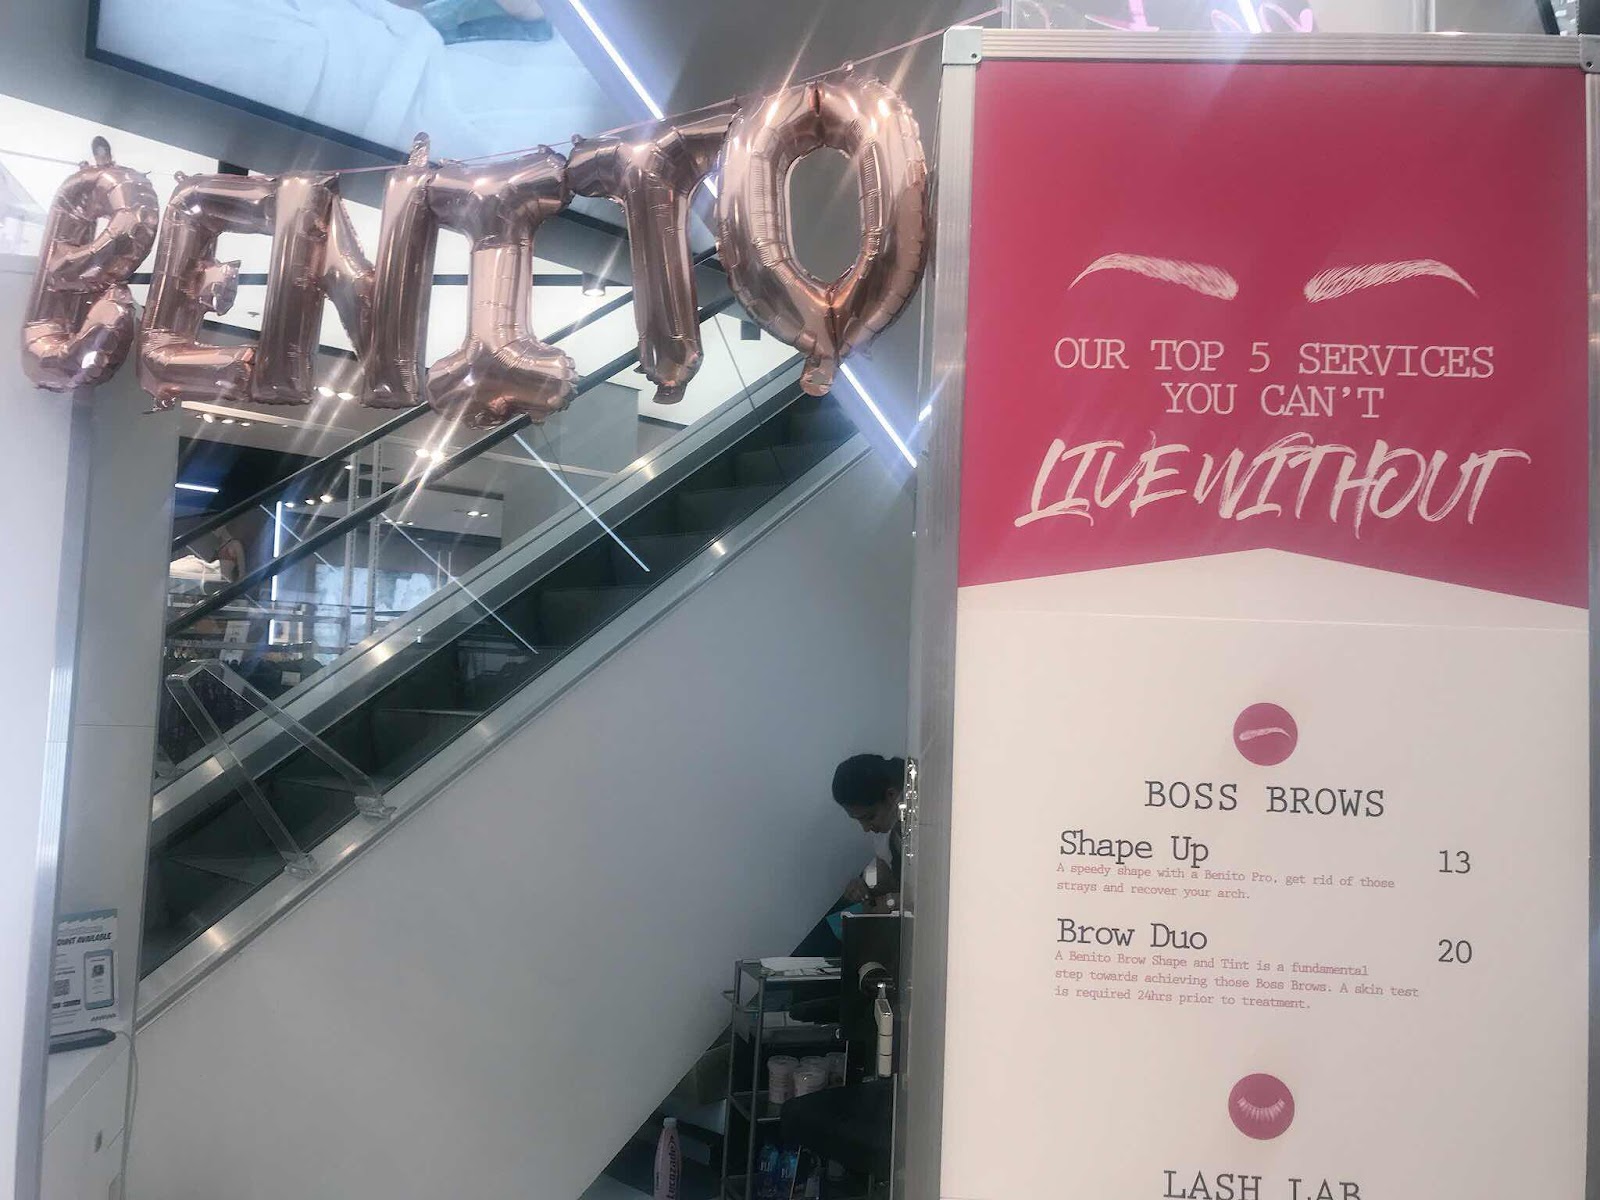 BENITO
OUR TOP 5 SERVICES
YOU CAN'T
LIVE WITHOUT
BOSS BROWS
Shape Up 13
A speedy shape with a Benito Pro, get rid of those
strays and recover your arch.
Brow Duo 20
A Benito Brow Shape and Tint is a fundamental
step towards achieving those Boss Brows. A skin test
is required 24hrs prior to treatment.
LASH LAB
AVAILABLE